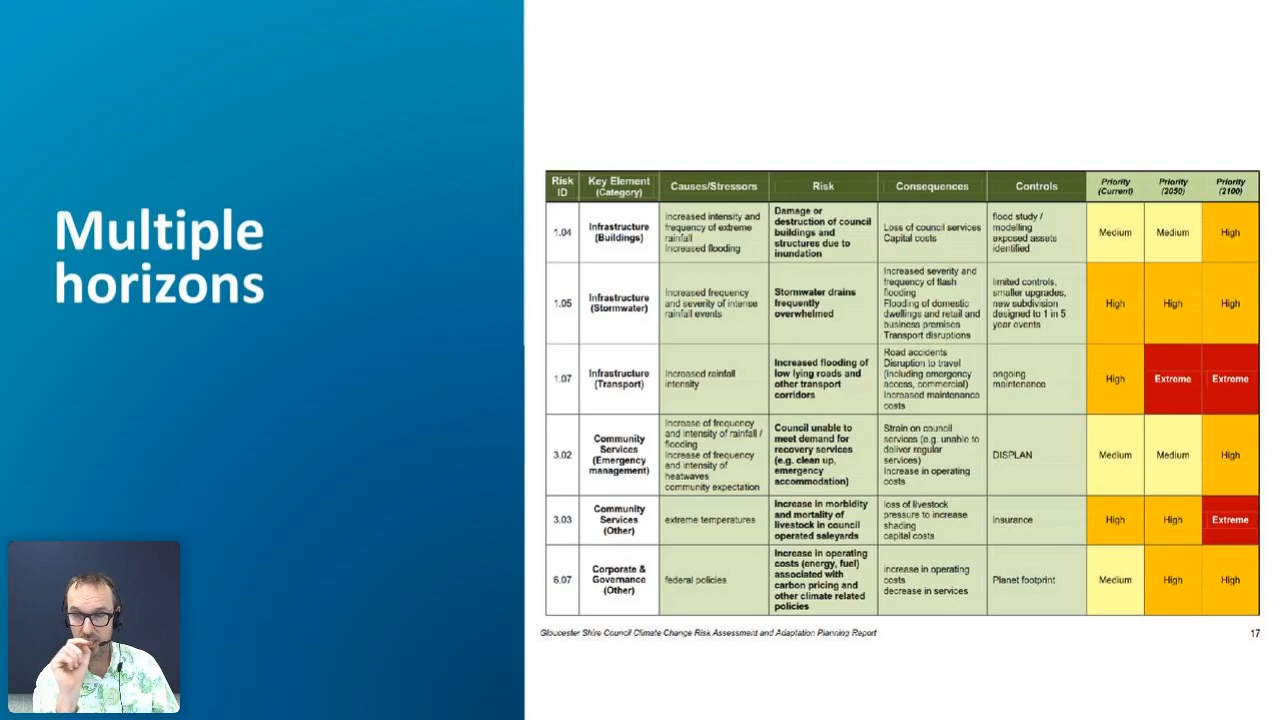 Multiple
horizons
Risk ID	Key Element (Category)	Causes/Stressors	Risk	Consequences	Controls	Priority (Current)	Priority (2050)	Priority (2100)
1.04	Infrastructure (Buildings)	Increased intensity and frequency of extreme rainfall Increased flooding	Damage or destruction of council buildings and structures due to inundation	Loss of council services Capital costs	flood study / modelling exposed assets identified	Medium	Medium	High
1.05	Infrastructure (Stormwater)	Increased frequency and severity of intense rainfall events	Stormwater drains frequently overwhelmed	Increased severity and frequency of flash flooding Flooding of domestic dwellings and retail and business premises Transport disruptions	limited controls, smaller upgrades, new subdivision designed to 1 in 5 year events	High	High	High
1.07	Infrastructure (Transport)	Increased rainfall intensity	Increased flooding of low lying roads and other transport corridors	Road accidents Disruption to travel (including emergency access, commercial) Increased maintenance costs	ongoing maintenance	High	Extreme	Extreme
3.02	Community Services (Emergency management)	Increase of frequency and intensity of rainfall / flooding Increase of frequency and intensity of heatwaves community expectation	Council unable to meet demand for recovery services (e.g. clean up, emergency accommodation)	Strain on council services (e.g. unable to deliver regular services) Increase in operating costs	DISPLAN	Medium	Medium	High
3.03	Community Services (Other)	extreme temperatures	Increase in morbidity and mortality of livestock in council operated saleyards	loss of livestock pressure to increase shading capital costs	insurance	High	High	Extreme
6.07	Corporate & Governance (Other)	federal policies	Increase in operating costs (energy, fuel) associated with carbon pricing and other climate related policies	increase in operating costs decrease in services	Planet footprint	Medium	High	High
Gloucester Shire Council Climate Change Risk Assessment and Adaptation Planning Report	17